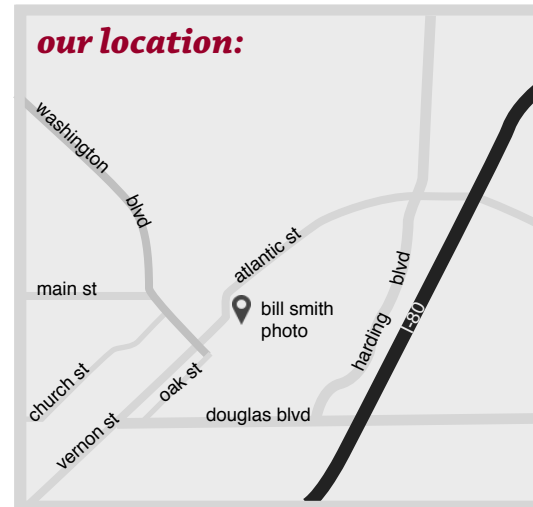 our location:
washington
blvd
atlantic st
main st
bill smith
photo
harding
blvd
I-80
church st
oak st
vernon st
douglas blvd